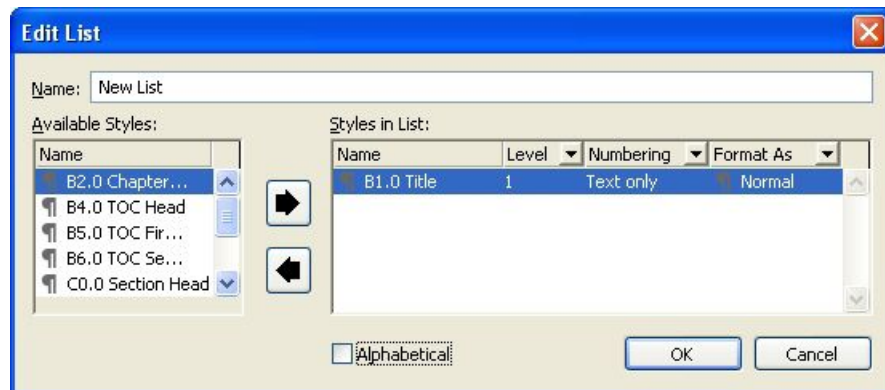 Edit List
Name: New List
Available Styles:
Styles in List:
Name
Name Level Numbering Format As
B2.0 Chapter...
B1.0 Title 1 Text only Normal
¶ B4.0 TOC Head
¶ B5.0 TOC Fir...
¶ B6.0 TOC Se...
¶ C0.0 Section Head
Alphabetical
OK
Cancel